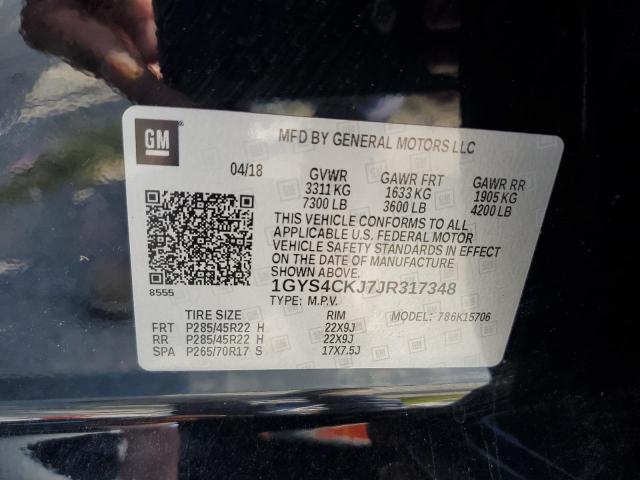 GM
MFD BY GENERAL MOTORS LLC
04/18 GVWR GAWR FRT GAWR RR
3311 KG 1633 KG 1905 KG
7300 LB 3600 LB 4200 LB
THIS VEHICLE CONFORMS TO ALL
APPLICABLE U.S. FEDERAL MOTOR
VEHICLE SAFETY STANDARDS IN EFFECT
ON THE DATE OF MANUFACTURE
SHOWN ABOVE.
8555
1GYS4CKJ7JR317348
TYPE: M.P.V.
TIRE SIZE RIM MODEL: 786K15706
FRT P285/45R22 H 22X9J
RR P285/45R22 H 22X9J
SPA P265/70R17 S 17X7.5J